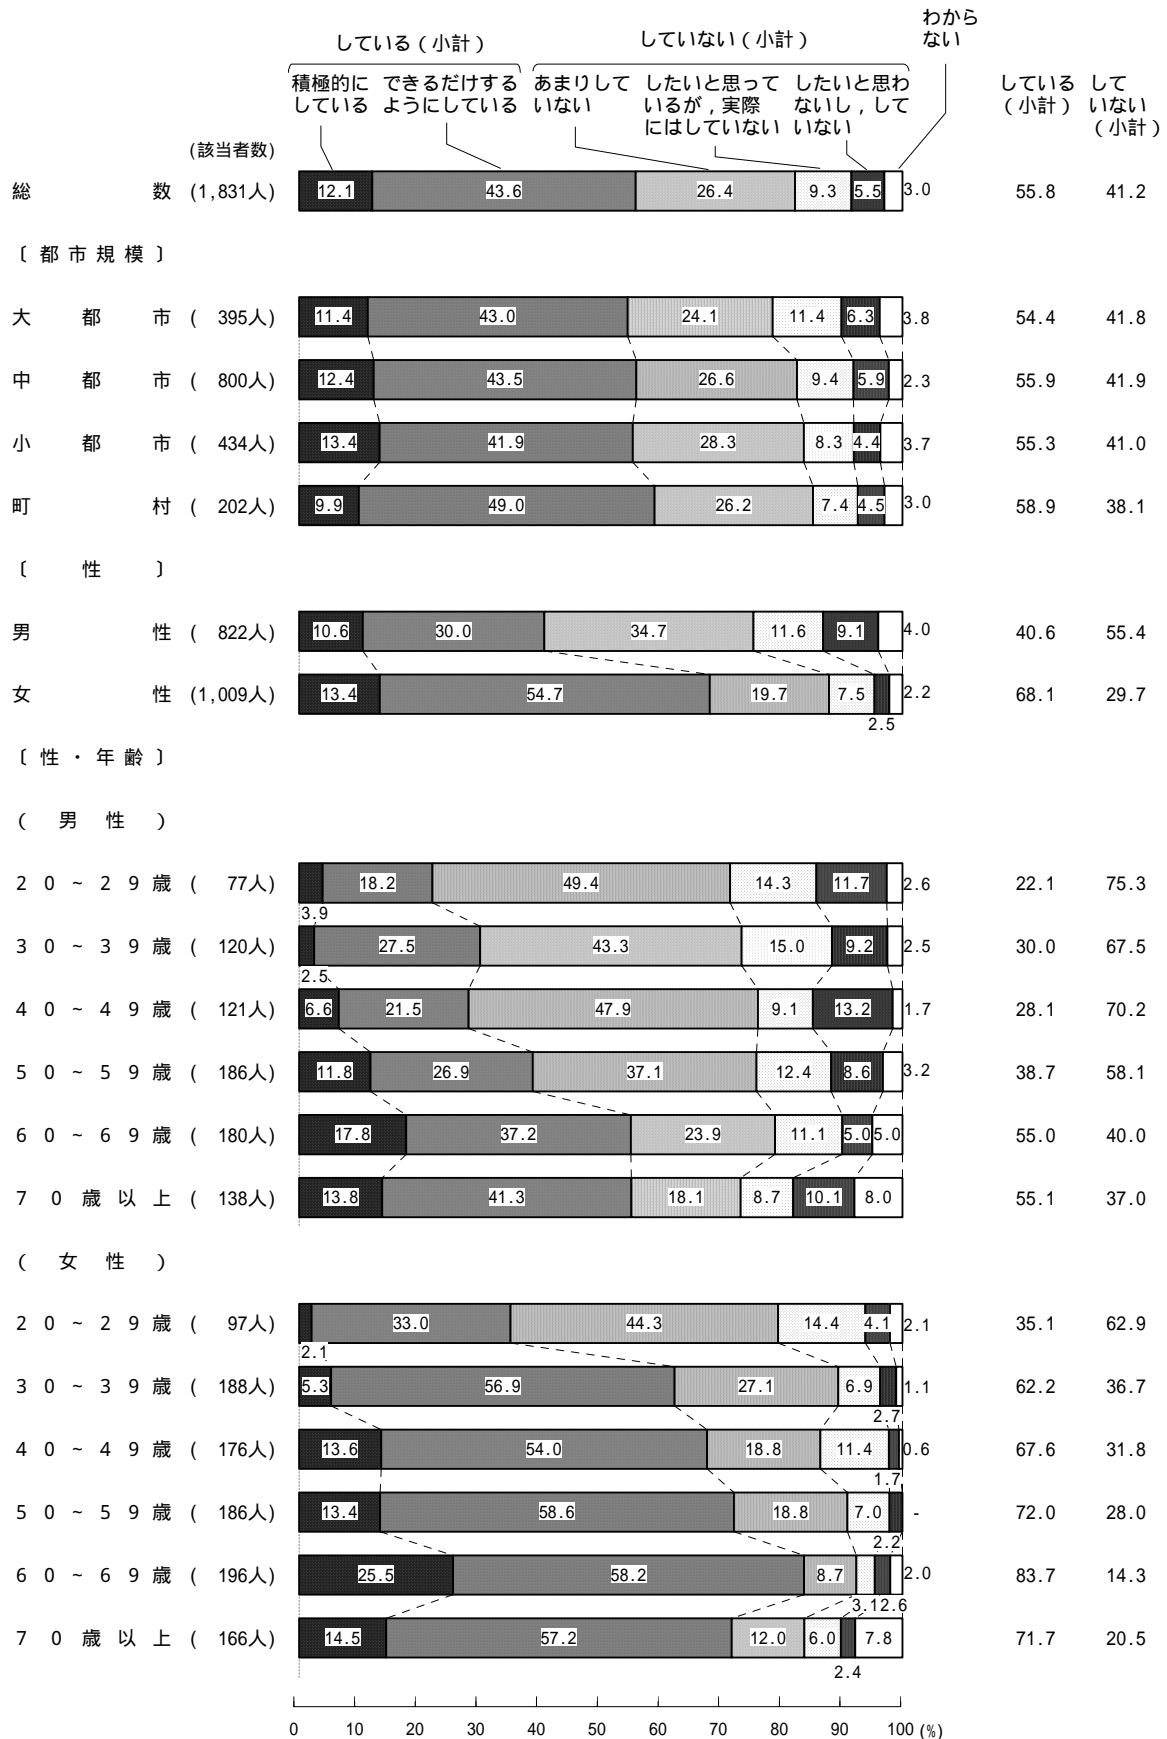 わから
ない
している（小計）
していない（小計）
積極的に
している
できるだけする
ようにしている
あまりして
いない
したいと思って
いるが，実際
にはしていない
したいと思わ
ないし，して
いない
している
（小計）
して
いない
（小計）
(該当者数)
総　　数 (1,831人) 12.1 43.6 26.4 9.3 5.5 3.0 55.8 41.2
〔都市規模〕
大都市 ( 395人) 11.4 43.0 24.1 11.4 6.3 3.8 54.4 41.8
中都市 ( 800人) 12.4 43.5 26.6 9.4 5.9 2.3 55.9 41.9
小都市 ( 434人) 13.4 41.9 28.3 8.3 4.4 3.7 55.3 41.0
町　　村 ( 202人) 9.9 49.0 26.2 7.4 4.5 3.0 58.9 38.1
〔　性　〕
男　　性 ( 822人) 10.6 30.0 34.7 11.6 9.1 4.0 40.6 55.4
女　　性 (1,009人) 13.4 54.7 19.7 7.5 2.5 2.2 68.1 29.7
〔性・年齢〕
（男性）
２０～２９歳 ( 77人) 3.9 18.2 49.4 14.3 11.7 2.6 22.1 75.3
３０～３９歳 ( 120人) 2.5 27.5 43.3 15.0 9.2 2.5 30.0 67.5
４０～４９歳 ( 121人) 6.6 21.5 47.9 9.1 13.2 1.7 28.1 70.2
５０～５９歳 ( 186人) 11.8 26.9 37.1 12.4 8.6 3.2 38.7 58.1
６０～６９歳 ( 180人) 17.8 37.2 23.9 11.1 5.0 5.0 55.0 40.0
７０歳以上 ( 138人) 13.8 41.3 18.1 8.7 10.1 8.0 55.1 37.0
（女性）
２０～２９歳 ( 97人) 2.1 33.0 44.3 14.4 4.1 2.1 35.1 62.9
３０～３９歳 ( 188人) 5.3 56.9 27.1 6.9 2.7 1.1 62.2 36.7
４０～４９歳 ( 176人) 13.6 54.0 18.8 11.4 1.7 0.6 67.6 31.8
５０～５９歳 ( 186人) 13.4 58.6 18.8 7.0 2.2 - 72.0 28.0
６０～６９歳 ( 196人) 25.5 58.2 8.7 3.1 2.6 2.0 83.7 14.3
７０歳以上 ( 166人) 14.5 57.2 12.0 6.0 2.4 7.8 71.7 20.5
0 10 20 30 40 50 60 70 80 90 100 (%)